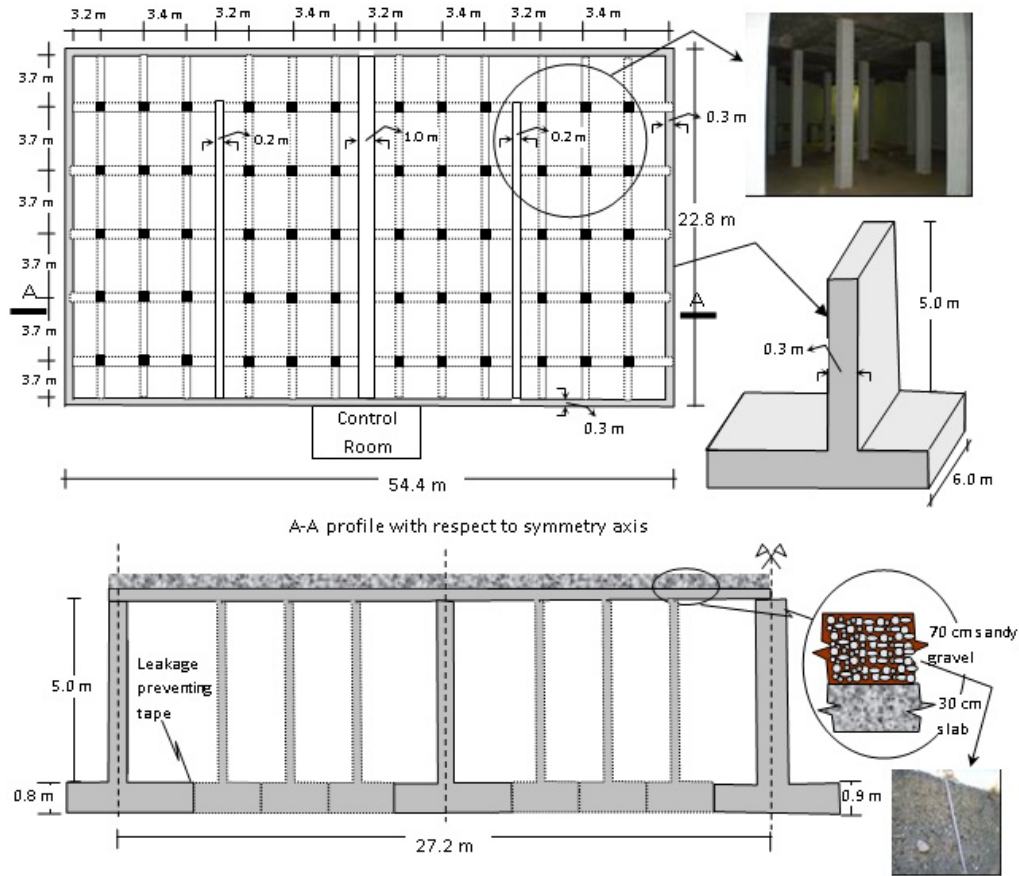 3.2 m
3.4 m
3.2 m
3.2 m
3.4 m
3.2 m
3.4 m
3.7 m
3.7 m
3.7 m
3.7 m
3.7 m
3.7 m
0.2 m
1.0 m
0.2 m
0.3 m
22.8 m
A
A
Control
Room
0.3 m
54.4 m
5.0 m
0.3 m
6.0 m
A-A profile with respect to symmetry axis
5.0 m
Leakage
preventing
tape
70 cm sandy
gravel
30 cm
slab
0.8 m
0.9 m
27.2 m